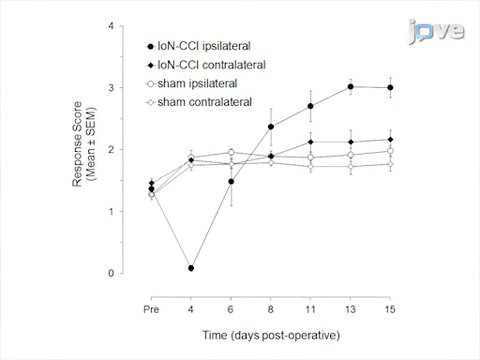 jove
IoN-CCI ipsilateral
IoN-CCI contralateral
sham ipsilateral
sham contralateral
Response Score
(Mean ± SEM)
4
3
2
1
0
Pre 4 6 8 11 13 15
Time (days post-operative)